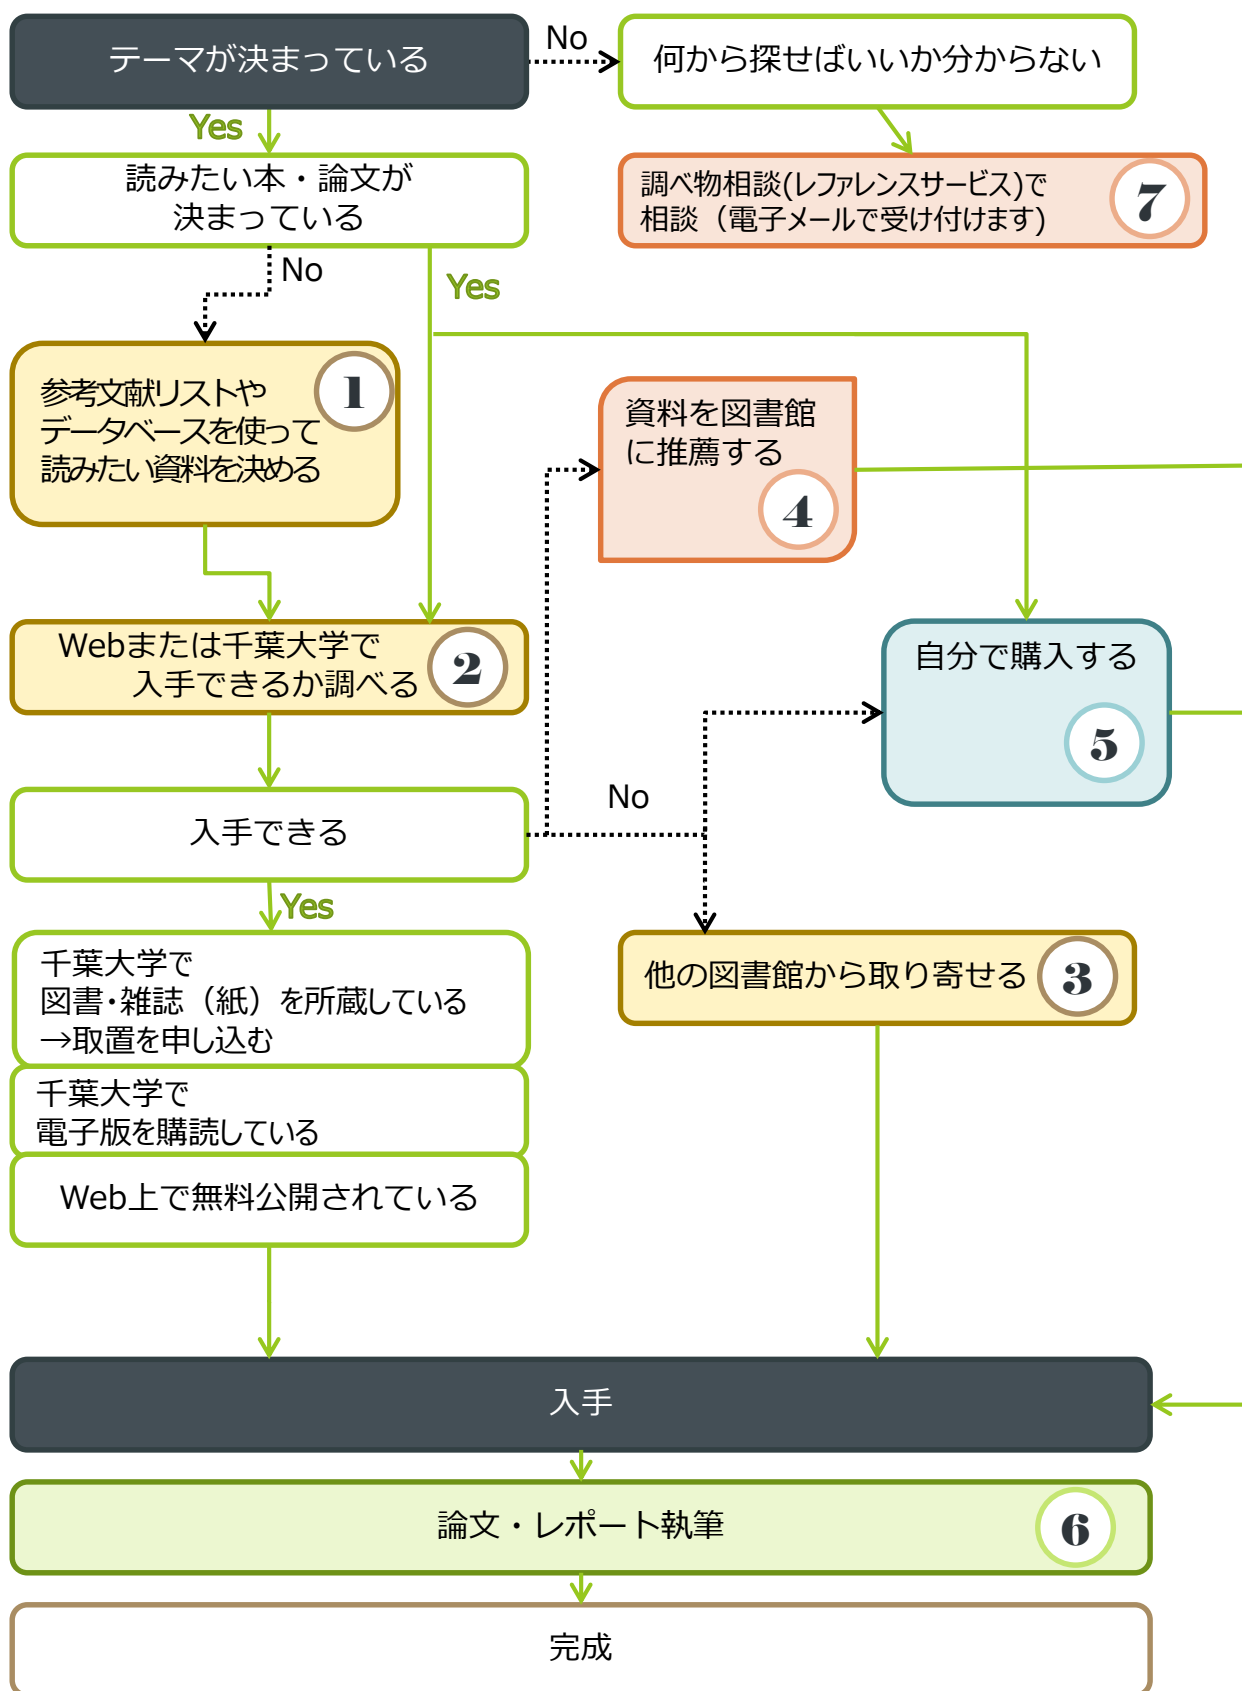 テーマが決まっている
No
何から探せばいいか分からない
Yes
読みたい本・論文が
決まっている
調べ物相談(レファレンスサービス)で
相談（電子メールで受け付けます)
7
No
Yes
参考文献リストや
データベースを使って
読みたい資料を決める
1
資料を図書館
に推薦する
4
Webまたは千葉大学で
入手できるか調べる
2
自分で購入する
5
入手できる
No
Yes
千葉大学で
図書・雑誌（紙）を所蔵している
→取置を申し込む
他の図書館から取り寄せる
3
千葉大学で
電子版を購読している
Web上で無料公開されている
入手
論文・レポート執筆
6
完成